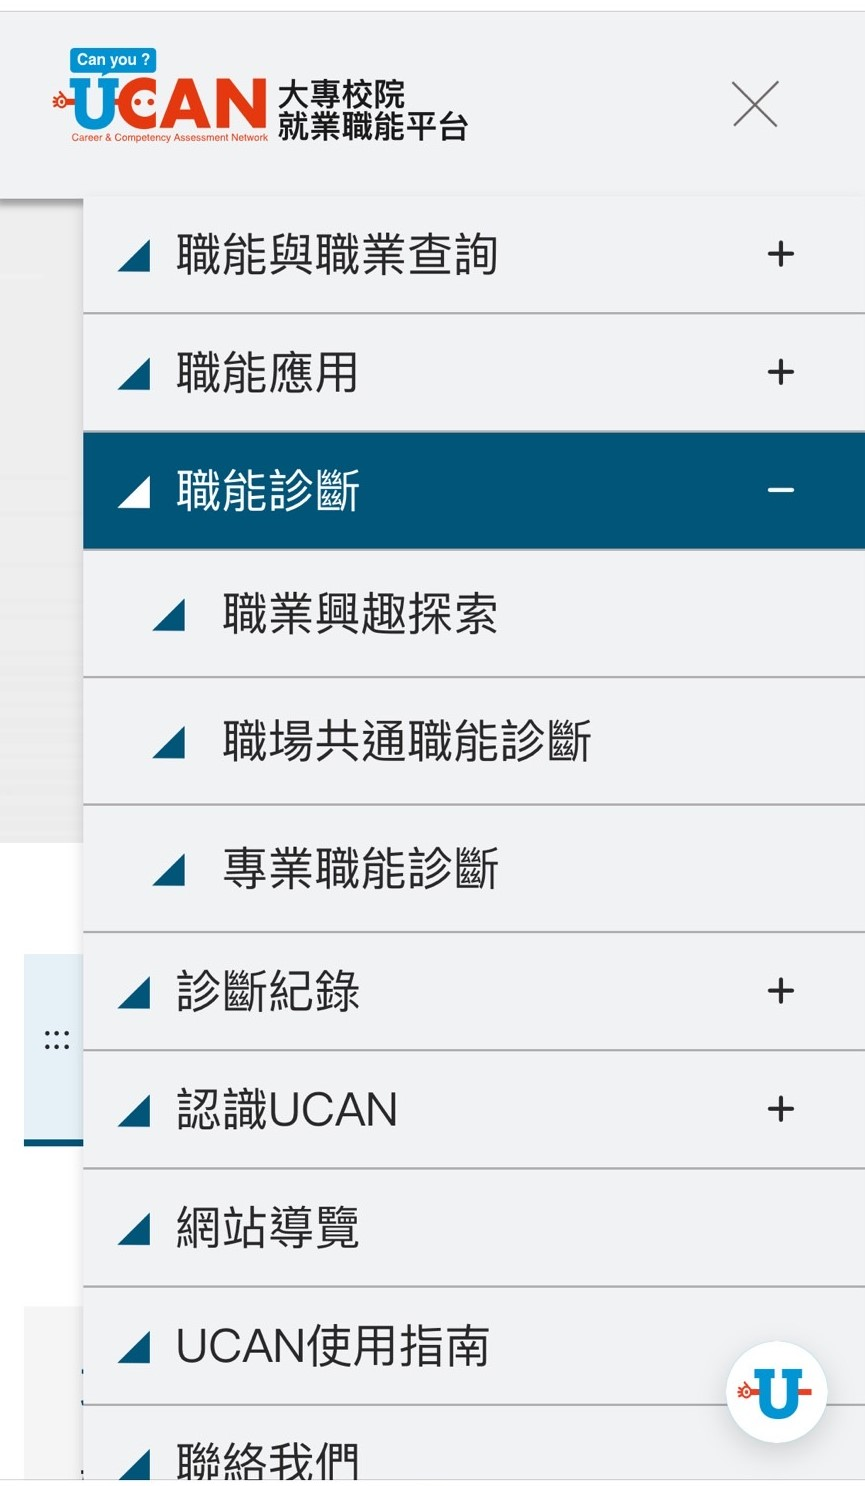 Can you ?
UCAN
Career & Competency Assessment Network
大專校院
就業職能平台
職能與職業查詢
職能應用
職能診斷
職業興趣探索
職場共通職能診斷
專業職能診斷
診斷紀錄
認識UCAN
網站導覽
UCAN使用指南
U
聯絡我們